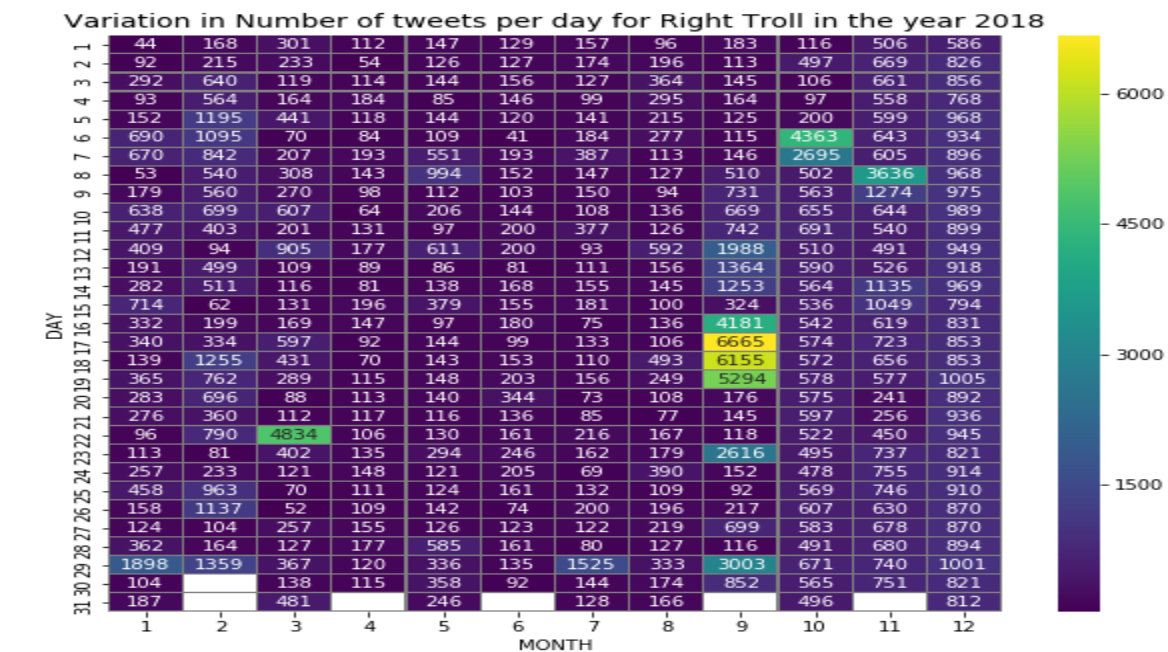 Variation in Number of tweets per day for Right Troll in the year 2018
1 44 168 301 112 147 129 157 96 183 116 506 586
2 92 215 233 54 126 127 174 196 113 497 669 826
3 292 640 119 114 144 156 127 364 145 106 661 856
4 93 564 164 184 85 146 99 295 164 97 558 768
5 152 1195 441 118 144 120 141 215 125 200 599 968
6 690 1095 70 84 109 41 184 277 115 4363 643 934
7 670 842 207 193 551 193 387 113 146 2695 605 896
8 53 540 308 143 994 152 147 127 510 502 3636 968
9 179 560 270 98 112 103 150 94 731 563 1274 975
10 638 699 607 64 206 144 108 136 669 655 644 989
11 477 403 201 131 97 200 377 126 742 691 540 899
12 409 94 905 177 611 200 93 592 1988 510 491 949
13 191 499 109 89 86 81 111 156 1364 590 526 918
14 282 511 116 81 138 168 155 145 1253 564 1135 969
15 714 62 131 196 379 155 181 100 324 536 1049 794
16 332 199 169 147 97 180 75 136 4181 542 619 831
17 340 334 597 92 144 99 133 106 6665 574 723 853
18 139 1255 431 70 143 153 110 493 6155 572 656 853
19 365 762 289 115 148 203 156 249 5294 578 577 1005
20 283 696 88 113 140 344 73 108 176 575 241 892
21 276 360 112 117 116 136 85 77 145 597 256 936
22 96 790 4834 106 130 161 216 167 118 522 450 945
23 113 81 402 135 294 246 162 179 2616 495 737 821
24 257 233 121 148 121 205 69 390 152 478 755 914
25 458 963 70 111 124 161 132 109 92 569 746 910
26 158 1137 52 109 142 74 200 196 217 607 630 870
27 124 104 257 155 126 123 122 219 699 583 678 870
28 362 164 127 177 585 161 80 127 116 491 680 894
29 1898 1359 367 120 336 135 1525 333 3003 671 740 1001
30 104 138 115 358 92 144 174 852 565 751 821
31 187 481 246 128 166 496 812
1 2 3 4 5 6 7 8 9 10 11 12
MONTH
DAY
6000
4500
3000
1500